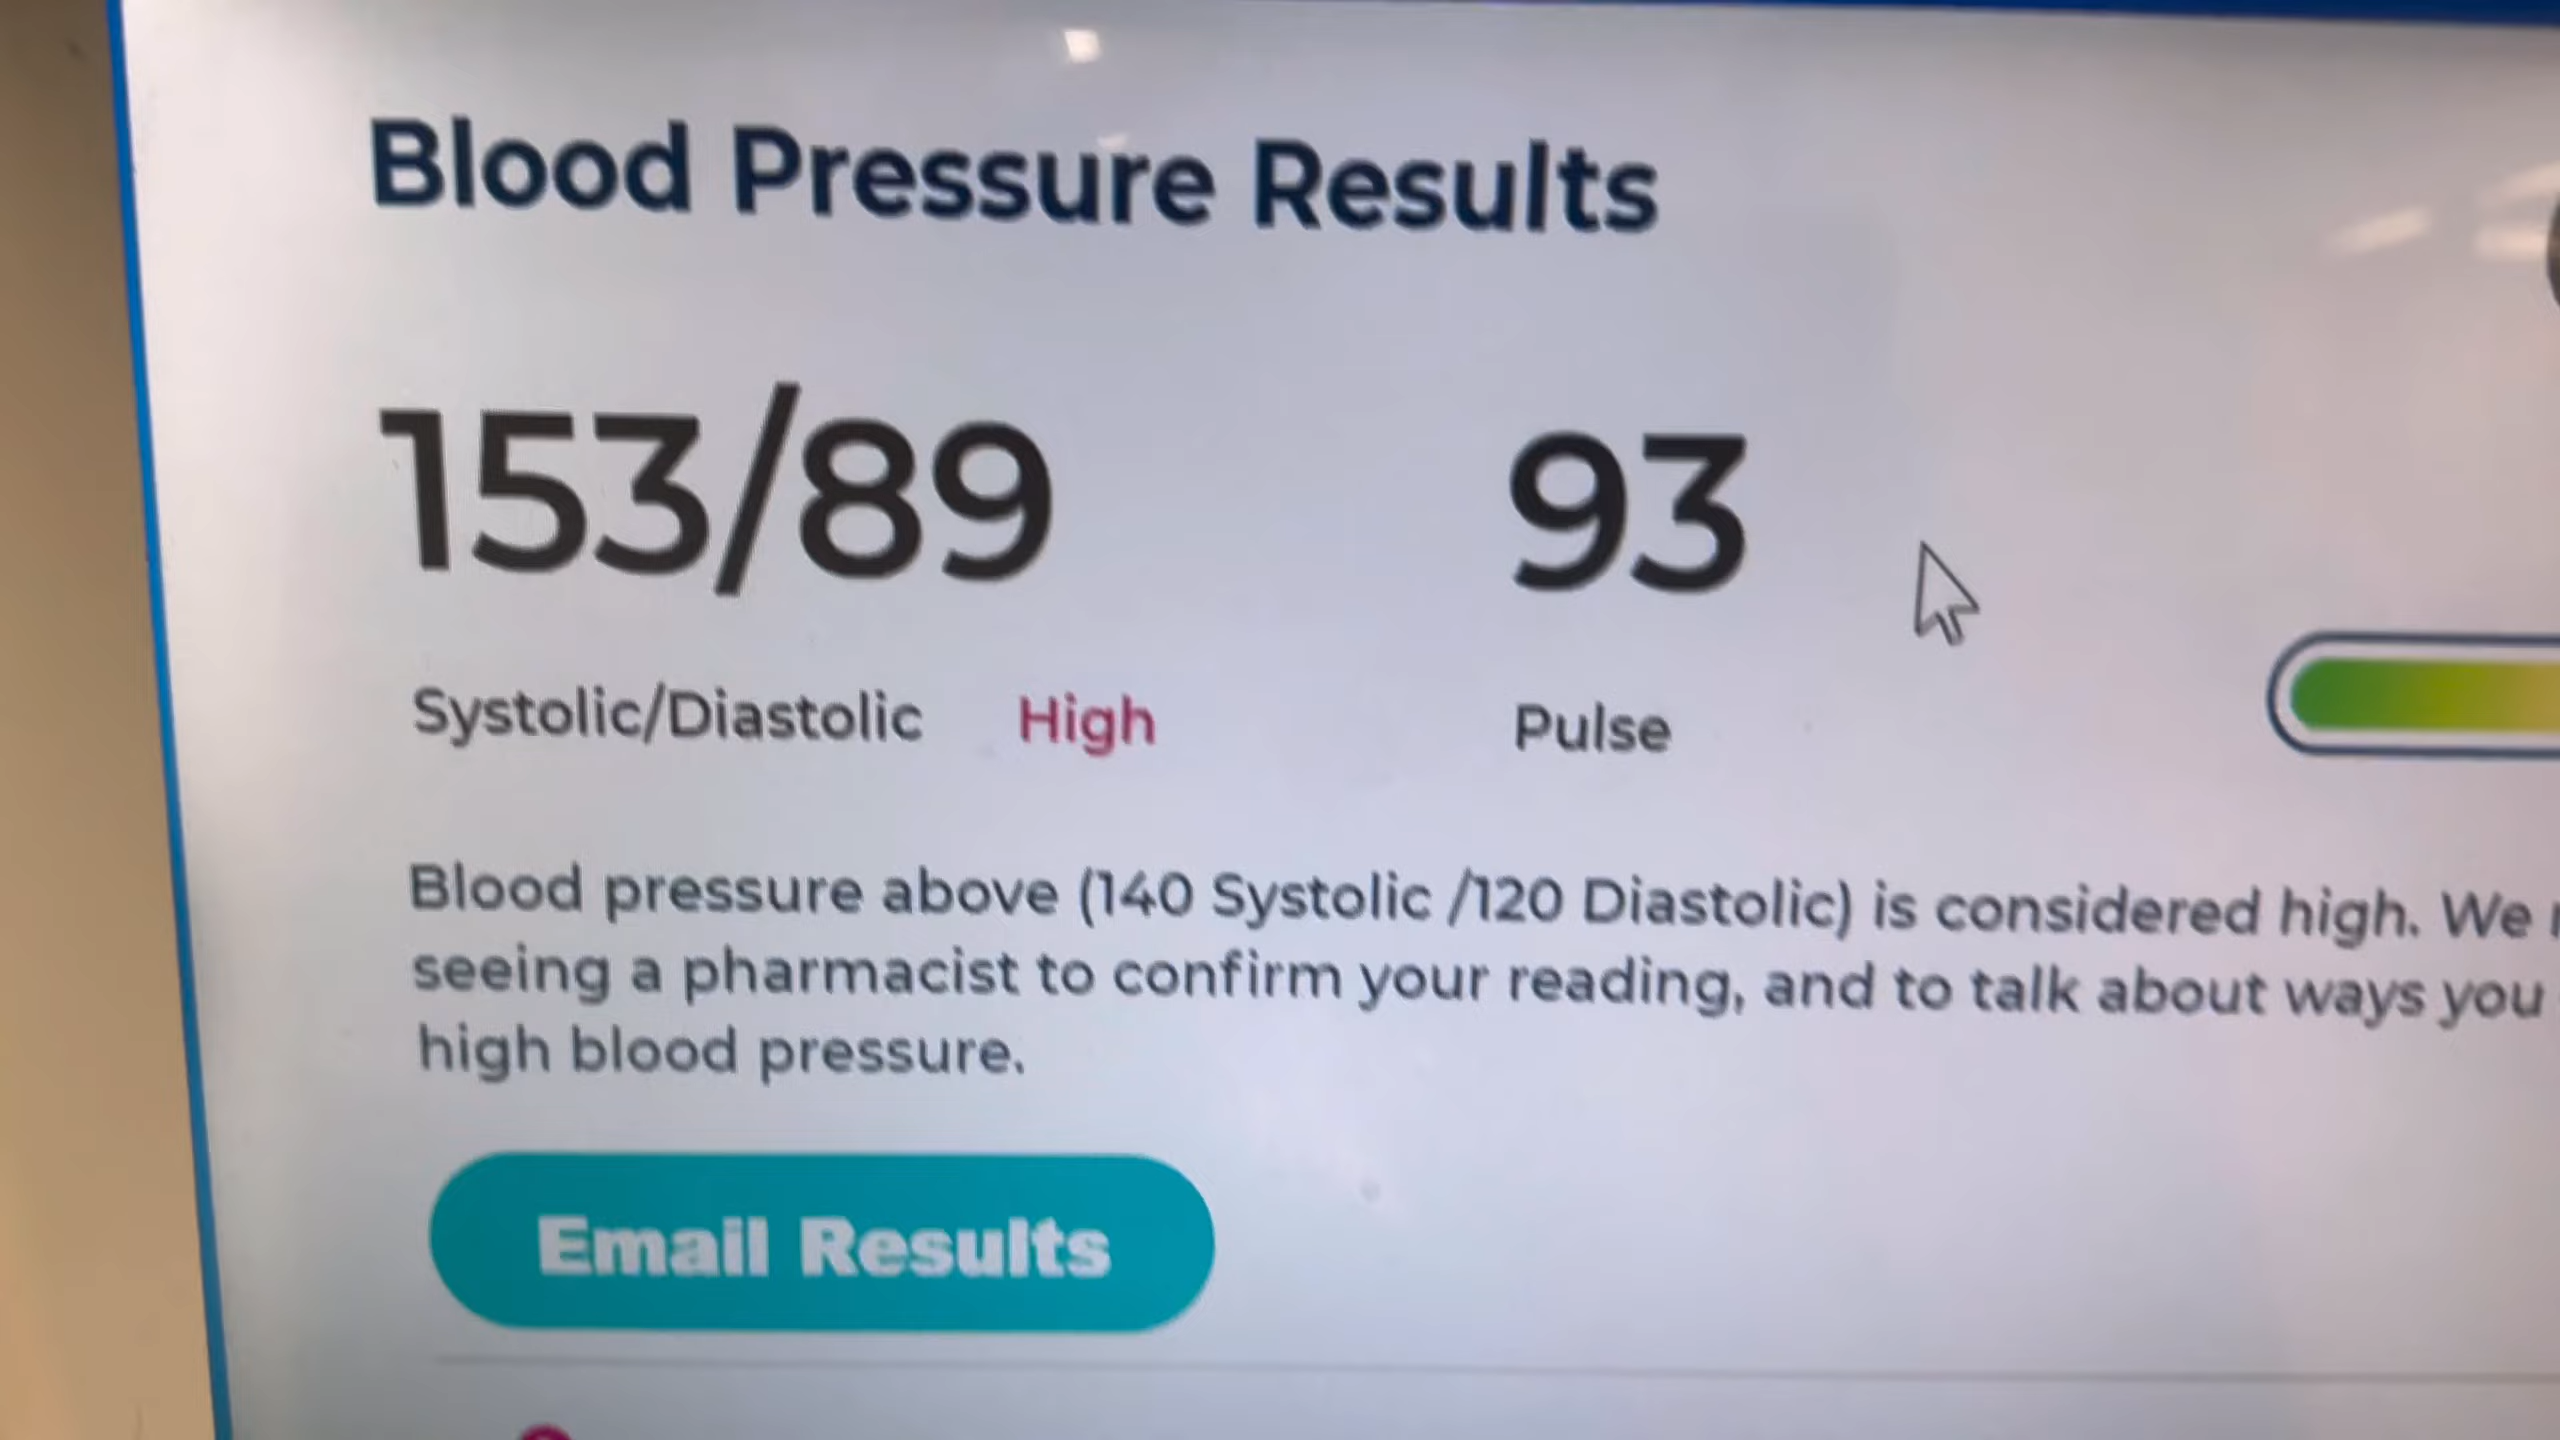 Blood Pressure Results
153/89 93
Systolic/Diastolic High Pulse
Blood pressure above (140 Systolic /120 Diastolic) is considered high. We
seeing a pharmacist to confirm your reading, and to talk about ways you
high blood pressure.
Email Results